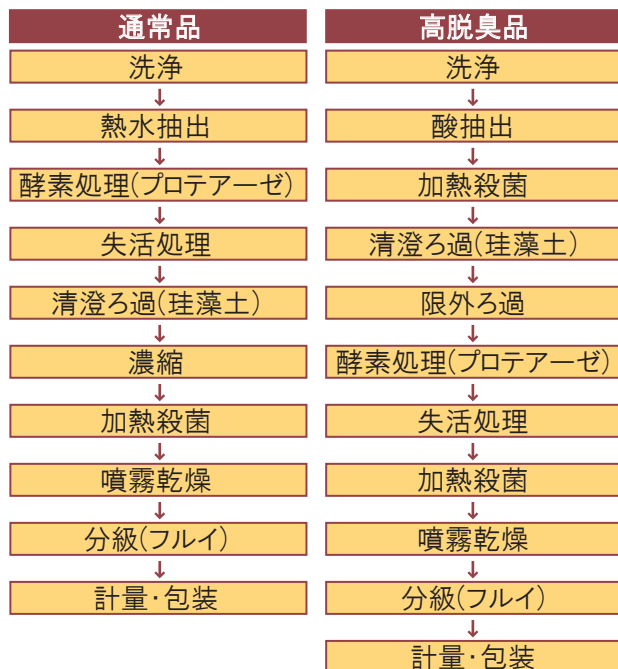 通常品
洗浄
↓
熱水抽出
↓
酵素処理(プロテアーゼ)
↓
失活処理
↓
清澄ろ過(珪藻土)
↓
濃縮
↓
加熱殺菌
↓
噴霧乾燥
↓
分級(フルイ)
↓
計量・包装
高脱臭品
洗浄
↓
酸抽出
↓
加熱殺菌
↓
清澄ろ過(珪藻土)
↓
限外ろ過
↓
酵素処理(プロテアーゼ)
↓
失活処理
↓
加熱殺菌
↓
噴霧乾燥
↓
分級(フルイ)
↓
計量・包装